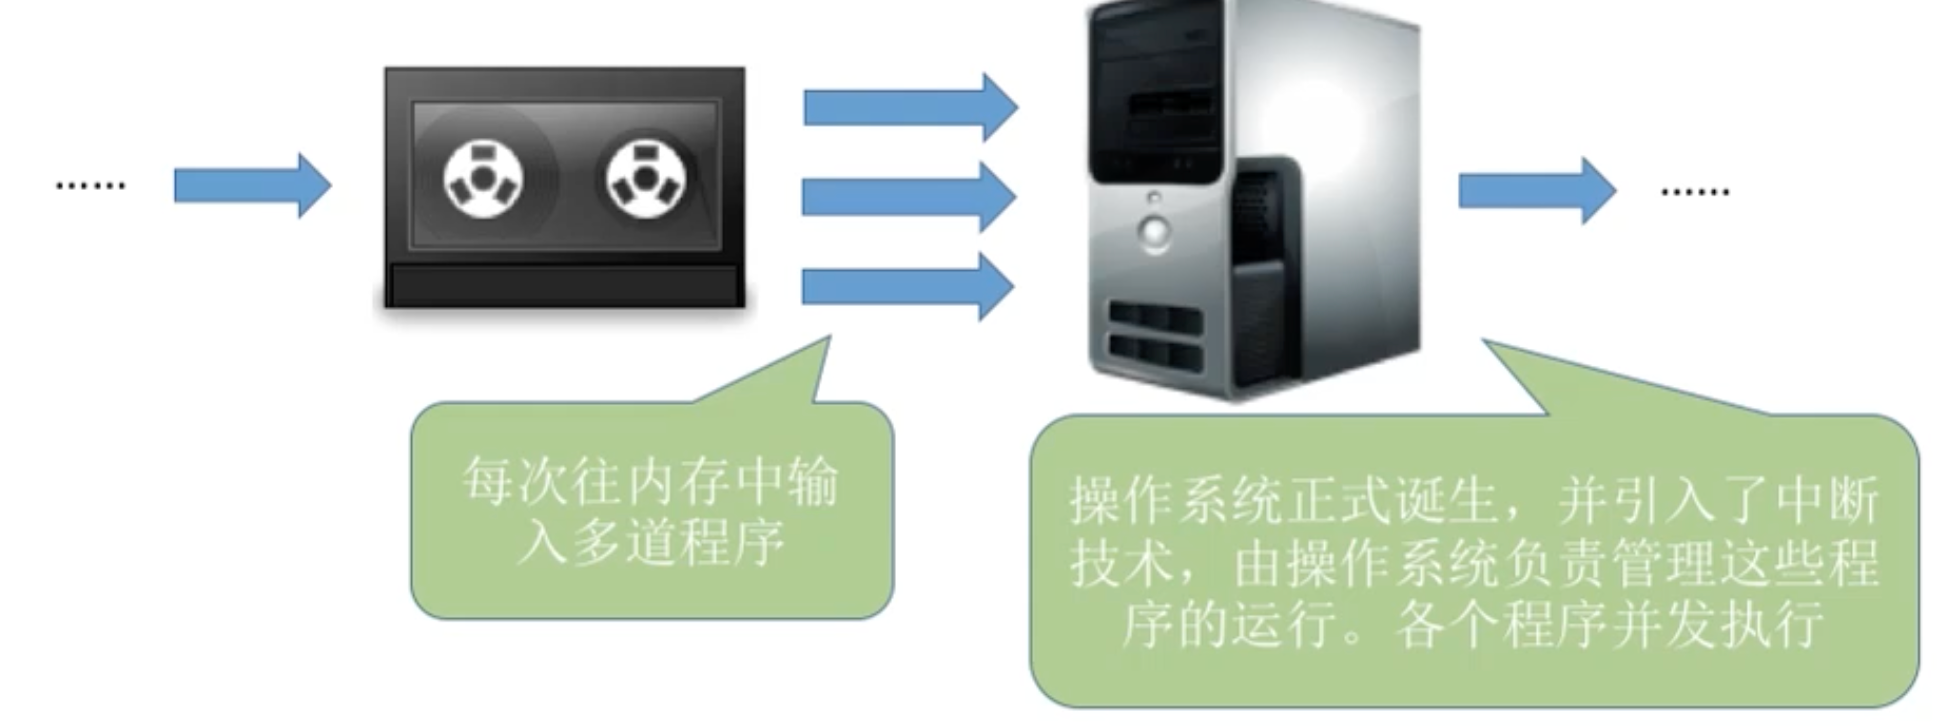 ……
……
每次往内存中输
入多道程序
操作系统正式诞生，并引入了中断
技术，由操作系统负责管理这些程
序的运行。各个程序并发执行